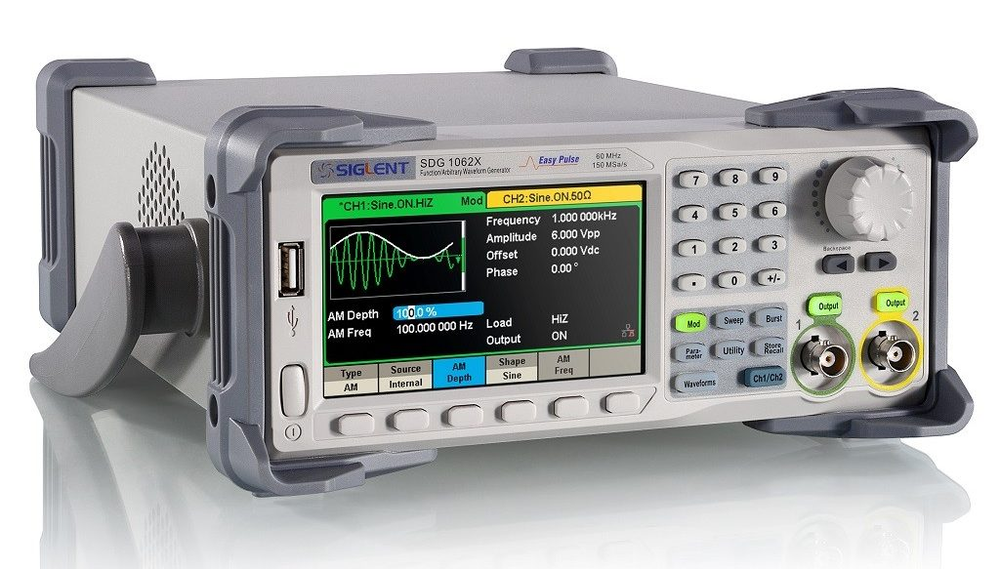 SIGLENT
SDG 1062X
Function/Arbitrary Waveform Generator
Easy Pulse
60 MHz
150 MSa/s
*CH1:Sine.ON.HiZ
Mod
CH2:Sine.ON.50Ω
Frequency 1.000 000kHz
Amplitude 6.000 Vpp
Offset 0.000 Vdc
Phase 0.00 °
AM Depth 100.0 %
AM Freq 100.000 000 Hz
Load HiZ
Output ON
Type
AM
Source
Internal
AM
Depth
Shape
Sine
AM
Freq
7 8 9
4 5 6
1 2 3
. 0 +/-
Mod Sweep Burst
Para-
meter
Utility
Store
Recall
Waveforms Ch1/Ch2
Backspace
Output
1
Output
2